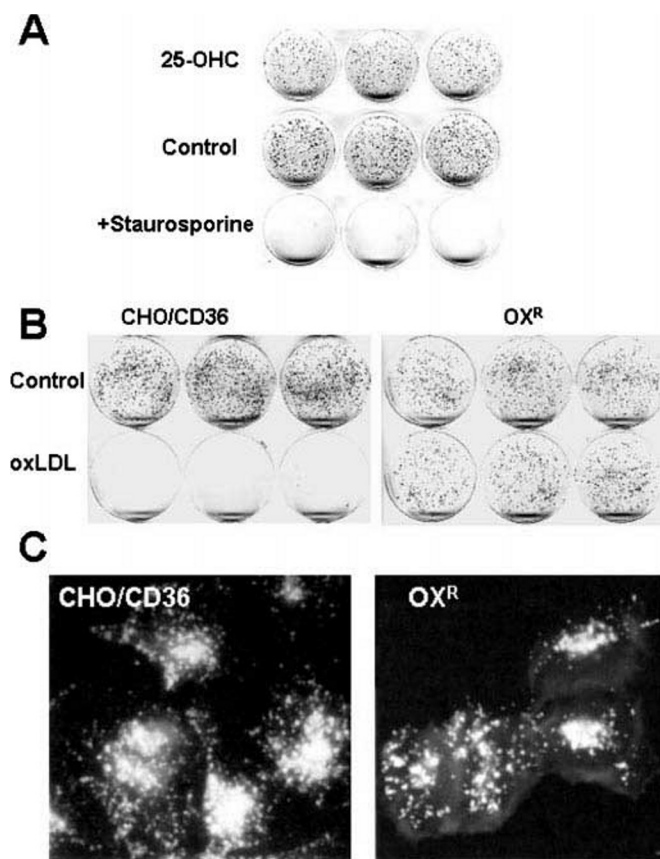 A
25-OHC
Control
+Staurosporine
B
CHO/CD36 OXᴿ
Control
oxLDL
C
CHO/CD36 OXᴿ